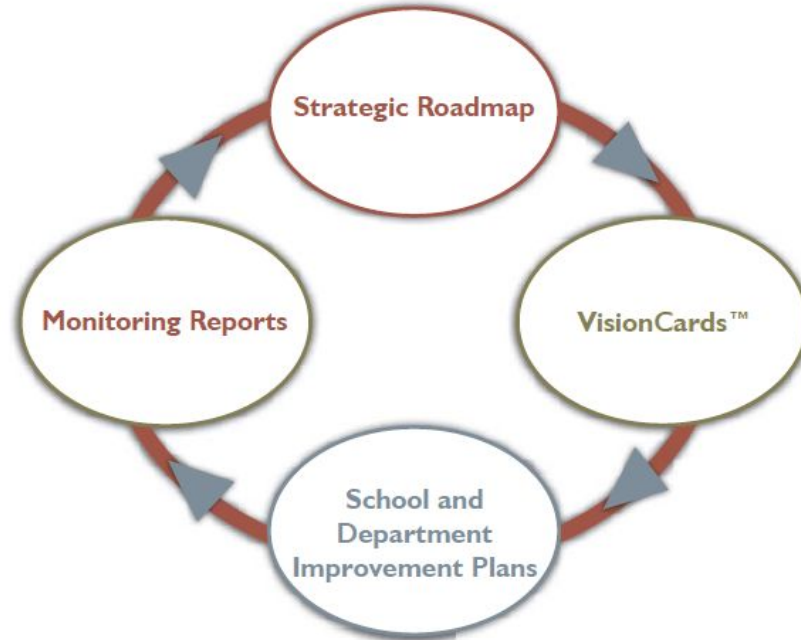 Strategic Roadmap
Monitoring Reports
VisionCards™
School and
Department
Improvement Plans